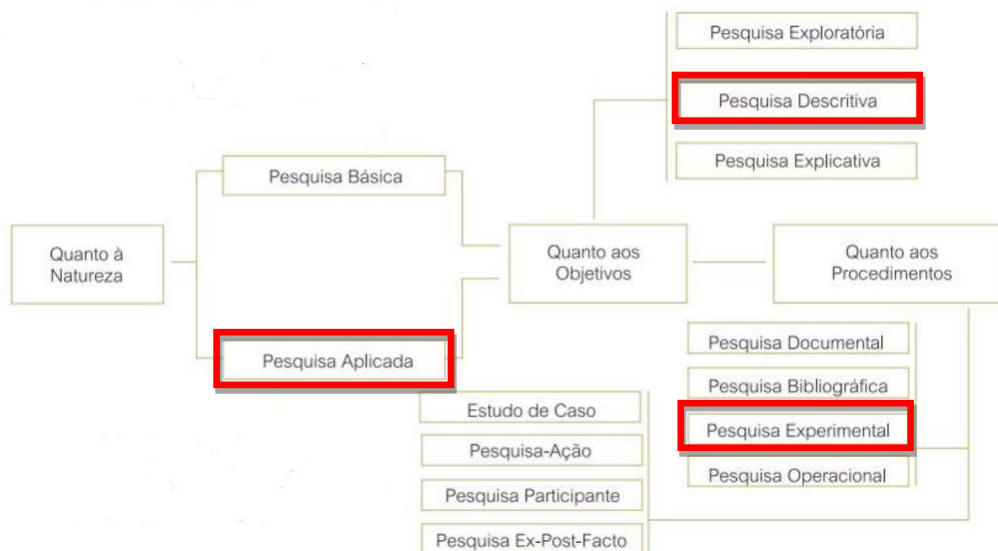 Pesquisa Exploratória
Pesquisa Descritiva
Pesquisa Explicativa
Pesquisa Básica
Quanto à
Natureza
Quanto aos
Objetivos
Quanto aos
Procedimentos
Pesquisa Aplicada
Pesquisa Documental
Pesquisa Bibliográfica
Pesquisa Experimental
Pesquisa Operacional
Estudo de Caso
Pesquisa-Ação
Pesquisa Participante
Pesquisa Ex-Post-Facto